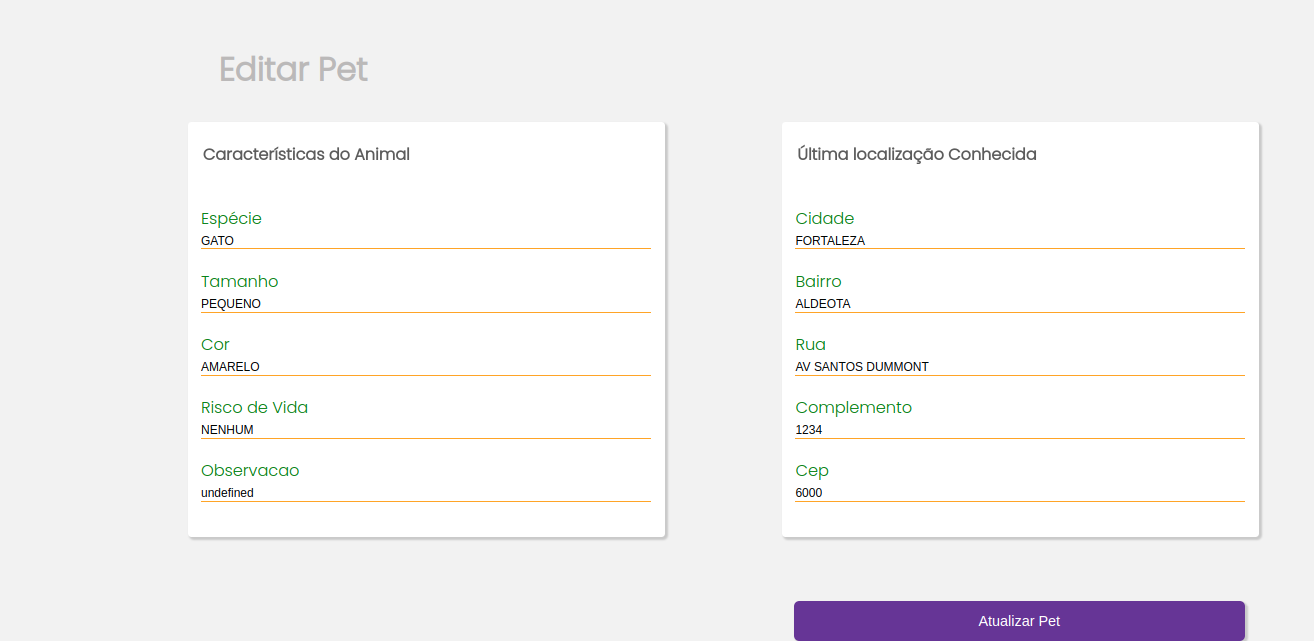 Editar Pet
Características do Animal
Espécie
GATO
Tamanho
PEQUENO
Cor
AMARELO
Risco de Vida
NENHUM
Observacao
undefined
Última localização Conhecida
Cidade
FORTALEZA
Bairro
ALDEOTA
Rua
AV SANTOS DUMMONT
Complemento
1234
Cep
6000
Atualizar Pet